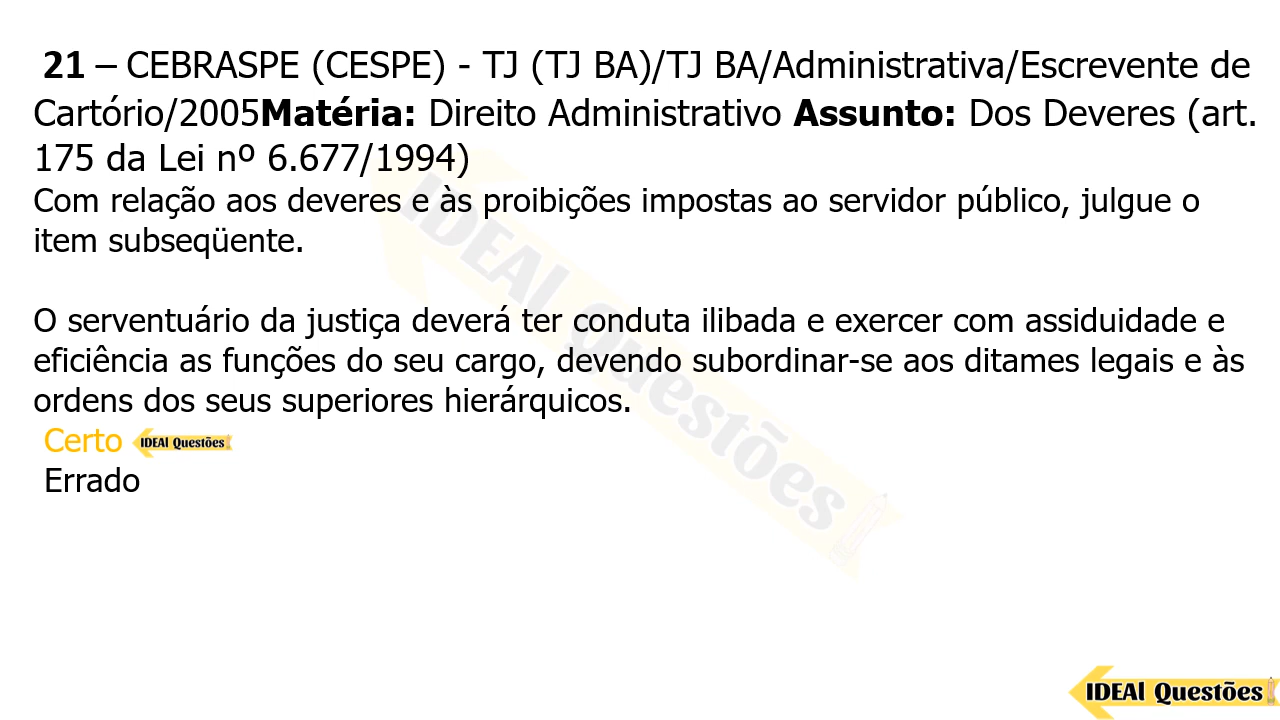 21 – CEBRASPE (CESPE) - TJ (TJ BA)/TJ BA/Administrativa/Escrevente de
Cartório/2005Matéria: Direito Administrativo Assunto: Dos Deveres (art.
175 da Lei nº 6.677/1994)
Com relação aos deveres e às proibições impostas ao servidor público, julgue o
item subseqüente.
O serventuário da justiça deverá ter conduta ilibada e exercer com assiduidade e
eficiência as funções do seu cargo, devendo subordinar-se aos ditames legais e às
ordens dos seus superiores hierárquicos.
Certo IDEAl Questões
Errado
IDEAl Questões
IDEAl Questões